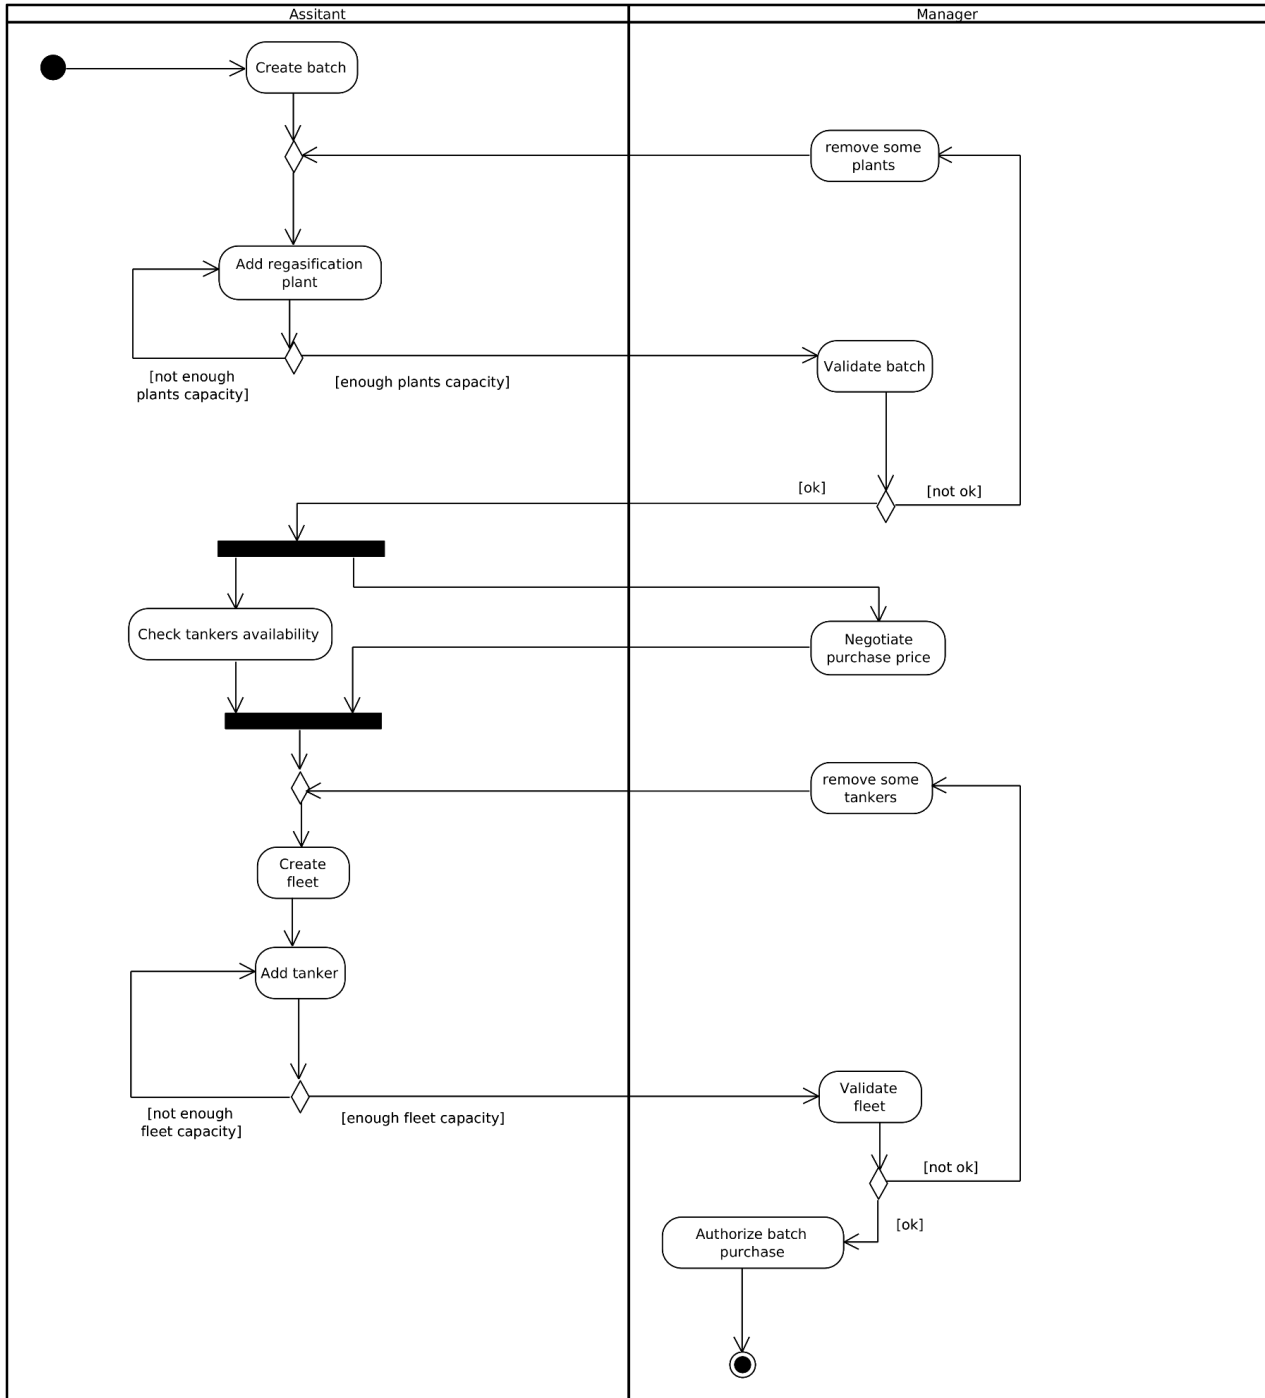 Assitant
Manager
Create batch
remove some
plants
Add regasification
plant
Validate batch
[not enough
plants capacity]
[enough plants capacity]
[ok]
[not ok]
Check tankers availability
Negotiate
purchase price
remove some
tankers
Create
fleet
Add tanker
Validate
fleet
[not enough
fleet capacity]
[enough fleet capacity]
[not ok]
[ok]
Authorize batch
purchase